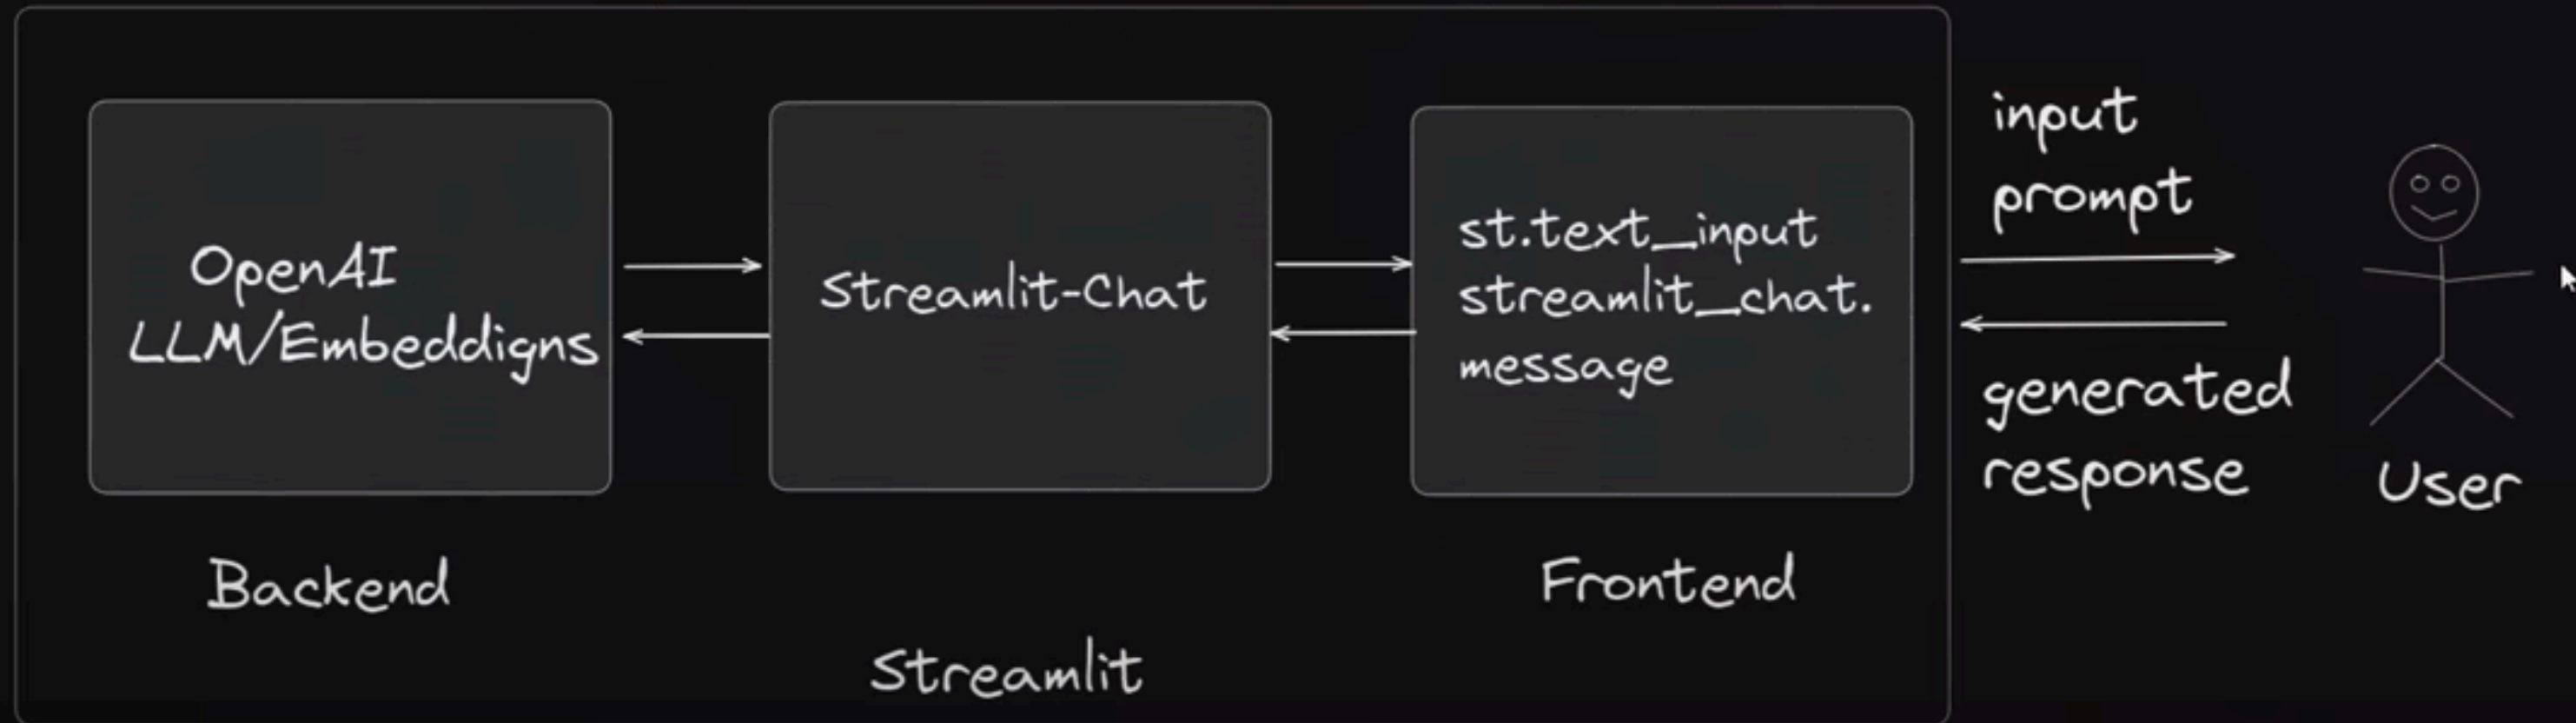 OpenAI
LLM/Embeddigns
Streamlit-Chat
st.text_input
streamlit_chat.
message
input
prompt
generated
response
User
Backend
Frontend
Streamlit